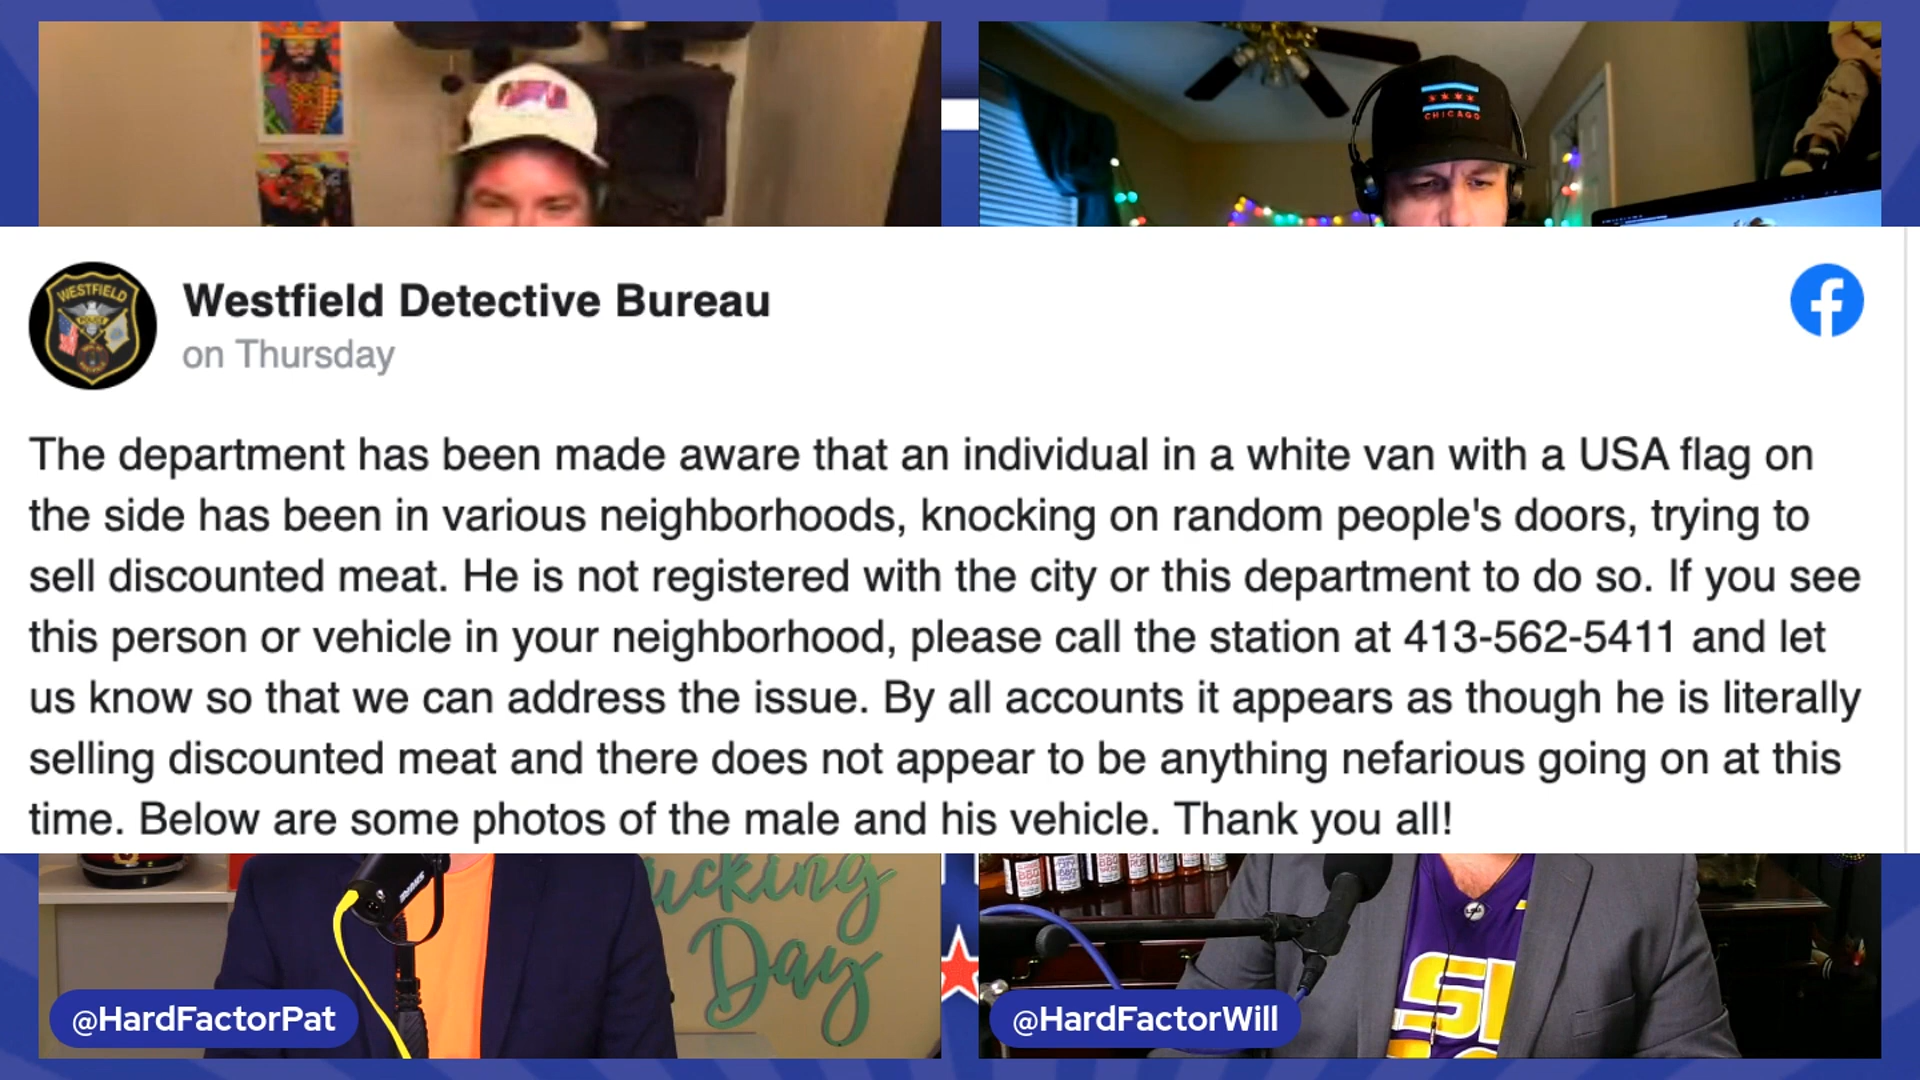 CHICAGO
WESTFIELD
POLICE
Westfield Detective Bureau
on Thursday
The department has been made aware that an individual in a white van with a USA flag on
the side has been in various neighborhoods, knocking on random people's doors, trying to
sell discounted meat. He is not registered with the city or this department to do so. If you see
this person or vehicle in your neighborhood, please call the station at 413-562-5411 and let
us know so that we can address the issue. By all accounts it appears as though he is literally
selling discounted meat and there does not appear to be anything nefarious going on at this
time. Below are some photos of the male and his vehicle. Thank you all!
ucking
Day
@HardFactorPat
@HardFactorWill